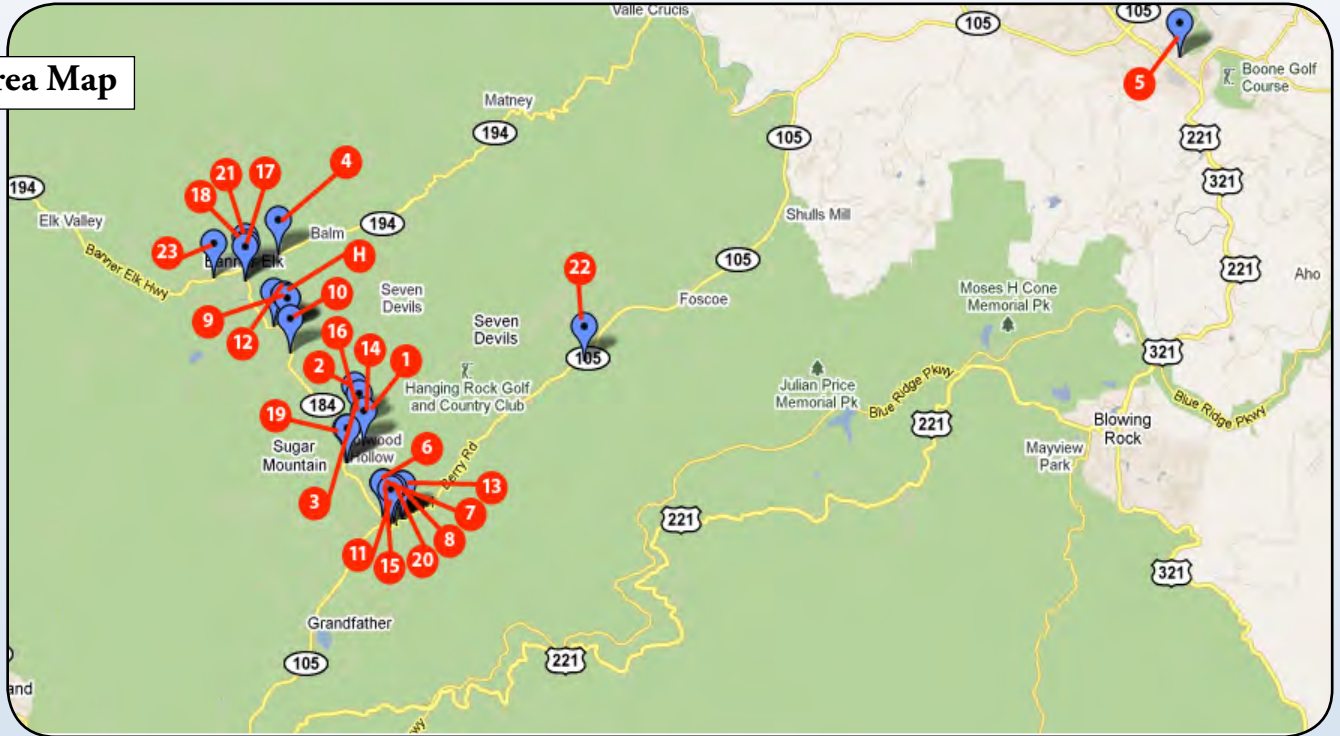 Valle Crucis
105
105
5
Boone Golf
Course
rea Map
Matney
194
105
221
321
194
Elk Valley
21
17
4
18
23
194
Balm
Shulls Mill
Banner Elk Hwy
H
22
105
221
Aho
9
12
10
Seven
Devils
Foscoe
Moses H Cone
Memorial Pk
16
14
1
2
Seven
Devils
105
321
Hanging Rock Golf
and Country Club
Julian Price
Memorial Pk
Blue Ridge Pkwy
Blue Ridge Pkwy
184
19
221
Blowing
Rock
Sugar
Mountain
Hollow
6
Berry Rd
Mayview
Park
3
13
7
8
11
15
20
221
321
Grandfather
105
221
and
wy